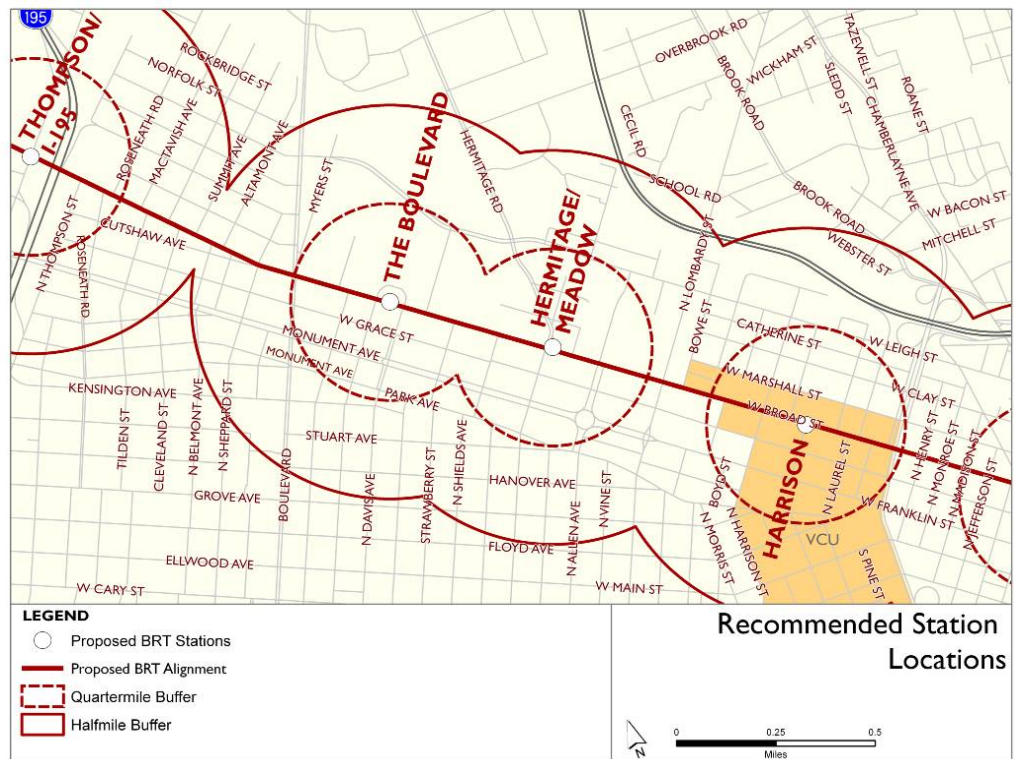 195
N THOMPSON/
I-195
ROCKBRIDGE ST
NORFOLK ST
ROSENEATH RD
MACTAVISH AVE
SUMMIT AVE
ALTAMONT AVE
MYERS ST
THE BOULEVARD
HERMITAGE RD
HERMITAGE/
MEADOW
CECIL RD
SCHOOL RD
OVERBROOK RD
WICKHAM ST
BROOK ROAD
TAZEWELL ST
SLEDD ST
CHAMBERLAYNE AVE
ROANE ST
BROOK ROAD
W BACON ST
MITCHELL ST
WEBSTER ST
N LOMBARDY ST
BOWE ST
CATHERINE ST
W LEIGH ST
W MARSHALL ST
W CLAY ST
W BROAD ST
N THOMPSON ST
ROSENEATH RD
CUTSHAW AVE
W GRACE ST
MONUMENT AVE
MONUMENT AVE
PARK AVE
KENSINGTON AVE
TILDEN ST
CLEVELAND ST
N BELMONT AVE
N SHEPPARD ST
STUART AVE
BOULEVARD
GROVE AVE
N DAVIS AVE
STRAWBERRY ST
N SHIELDS AVE
HANOVER AVE
N ALLEN AVE
N VINE ST
FLOYD AVE
ELLWOOD AVE
W CARY ST
W MAIN ST
BOYD ST
N MORRIS ST
N HARRISON ST
HARRISON
N LAUREL ST
VCU
W FRANKLIN ST
S PINE ST
N HENRY ST
N MONROE ST
N MADISON ST
N JEFFERSON ST
LEGEND
Proposed BRT Stations
Proposed BRT Alignment
Quartermile Buffer
Halfmile Buffer
Recommended Station
Locations
N
0 0.25 0.5
Miles